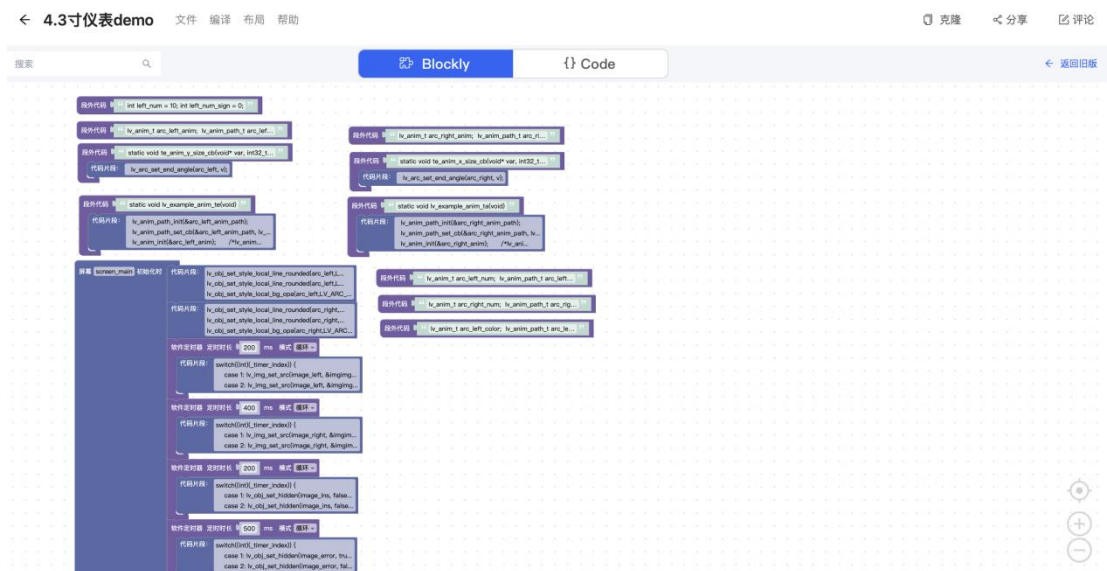 ← 4.3寸仪表demo 文件 编译 布局 帮助 克隆 分享 评论
搜索 Blockly {} Code ← 返回旧版
段外代码 “ int left_num = 10; int left_num_sign = 0; ”
段外代码 “ lv_anim_t arc_left_anim; lv_anim_path_t arc_lef... ”
段外代码 “ static void te_anim_y_size_cb(void* var, int32_t... ”
代码片段: lv_arc_set_end_angle(arc_left, v);
段外代码 “ static void lv_example_anim_te(void) ”
代码片段: lv_anim_path_init(&arc_left_anim_path);
lv_anim_path_set_cb(&arc_left_anim_path, lv_...
lv_anim_init(&arc_left_anim); /*lv_anim...
段外代码 “ lv_anim_t arc_right_anim; lv_anim_path_t arc_ri... ”
段外代码 “ static void te_anim_x_size_cb(void* var, int32_t... ”
代码片段: lv_arc_set_end_angle(arc_right, v);
段外代码 “ static void lv_example_anim_ta(void) ”
代码片段: lv_anim_path_init(&arc_right_anim_path);
lv_anim_path_set_cb(&arc_right_anim_path, lv...
lv_anim_init(&arc_right_anim); /*lv_ani...
屏幕 screen_main 初始化时
代码片段: lv_obj_set_style_local_line_rounded(arc_left,L...
lv_obj_set_style_local_line_rounded(arc_left,L...
lv_obj_set_style_local_bg_opa(arc_left,LV_ARC_...
代码片段: lv_obj_set_style_local_line_rounded(arc_right,...
lv_obj_set_style_local_line_rounded(arc_right,...
lv_obj_set_style_local_bg_opa(arc_right,LV_ARC...
软件定时器 定时时长 200 ms 模式 循环
代码片段: switch((int)(_timer_index)) {
case 1: lv_img_set_src(image_left, &imgimg...
case 2: lv_img_set_src(image_left, &imgimg...
软件定时器 定时时长 400 ms 模式 循环
代码片段: switch((int)(_timer_index)) {
case 1: lv_img_set_src(image_right, &imgim...
case 2: lv_img_set_src(image_right, &imgim...
软件定时器 定时时长 200 ms 模式 循环
代码片段: switch((int)(_timer_index)) {
case 1: lv_obj_set_hidden(image_ins, false...
case 2: lv_obj_set_hidden(image_ins, false...
软件定时器 定时时长 500 ms 模式 循环
代码片段: switch((int)(_timer_index)) {
case 1: lv_obj_set_hidden(image_error, tru...
case 2: lv_obj_set_hidden(image_error, fal...
段外代码 “ lv_anim_t arc_left_num; lv_anim_path_t arc_left... ”
段外代码 “ lv_anim_t arc_right_num; lv_anim_path_t arc_rig... ”
段外代码 “ lv_anim_t arc_left_color; lv_anim_path_t arc_le... ”